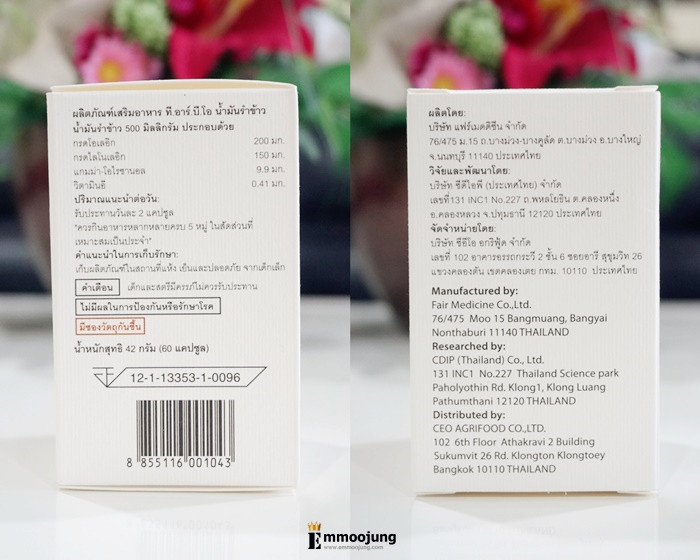 ผลิตภัณฑ์เสริมอาหาร ที.อาร์.บี.โอ น้ำมันรำข้าว
น้ำมันรำข้าว 500 มิลลิกรัม ประกอบด้วย
กรดโอเลอิก 200 มก.
กรดไลโนเลอิก 150 มก.
แกมม่า-โอไรซานอล 9.9 มก.
วิตามินอี 0.41 มก.
ปริมาณแนะนำต่อวัน:
รับประทานวันละ 2 แคปซูล
"ควรกินอาหารหลากหลายครบ 5 หมู่ ในสัดส่วนที่
เหมาะสมเป็นประจำ"
คำแนะนำในการเก็บรักษา:
เก็บผลิตภัณฑ์ในสถานที่แห้ง เย็นและปลอดภัย จากเด็กเล็ก
คำเตือน เด็กและสตรีมีครรภ์ไม่ควรรับประทาน
ไม่มีผลในการป้องกันหรือรักษาโรค
มีซองวัตถุกันชื้น
น้ำหนักสุทธิ 42 กรัม (60 แคปซูล)
12-1-13353-1-0096
8 855116 001043
ผลิตโดย:
บริษัท แฟร์เมดดิซีน จำกัด
76/475 ม.15 ถ.บางม่วง-บางคูลัด ต.บางม่วง อ.บางใหญ่
จ.นนทบุรี 11140 ประเทศไทย
วิจัยและพัฒนาโดย:
บริษัท ซีดีไอพี (ประเทศไทย) จำกัด
เลขที่131 INC1 No.227 ถ.พหลโยธิน ต.คลองหนึ่ง
อ.คลองหลวง จ.ปทุมธานี 12120 ประเทศไทย
จัดจำหน่ายโดย:
บริษัท ซีอีโอ อกริฟู้ด จำกัด
เลขที่ 102 อาคารอรรถกระวี 2 ชั้น 6 ซอยอารี สุขุมวิท 26
แขวงคลองตัน เขตคลองเตย กทม. 10110 ประเทศไทย
Manufactured by:
Fair Medicine Co.,Ltd.
76/475 Moo 15 Bangmuang, Bangyai
Nonthaburi 11140 THAILAND
Researched by:
CDIP (Thailand) Co., Ltd.
131 INC1 No.227 Thailand Science park
Paholyothin Rd. Klong1, Klong Luang
Pathumthani 12120 THAILAND
Distributed by:
CEO AGRIFOOD CO.,LTD.
102 6th Floor Athakravi 2 Building
Sukumvit 26 Rd. Klongton Klongtoey
Bangkok 10110 THAILAND
Emmoojung
www.emmoojung.com